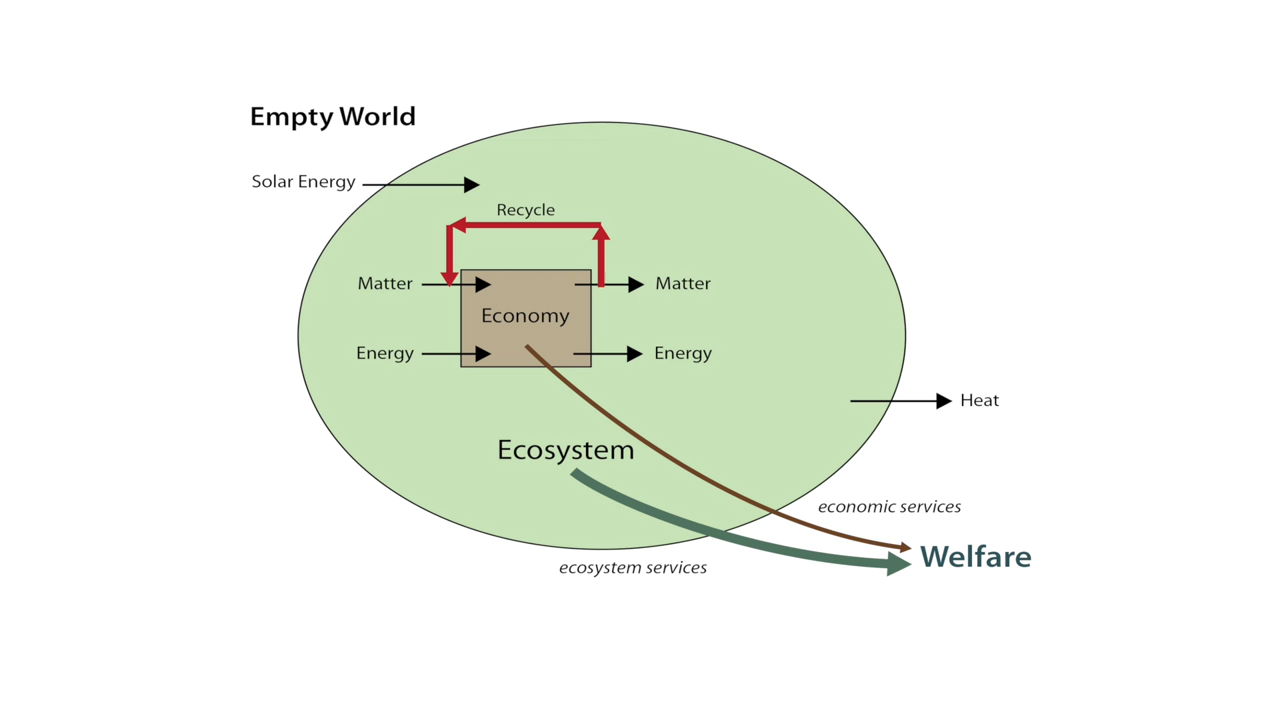 Empty World
Solar Energy
Recycle
Matter
Matter
Economy
Energy
Energy
Heat
Ecosystem
economic services
Welfare
ecosystem services